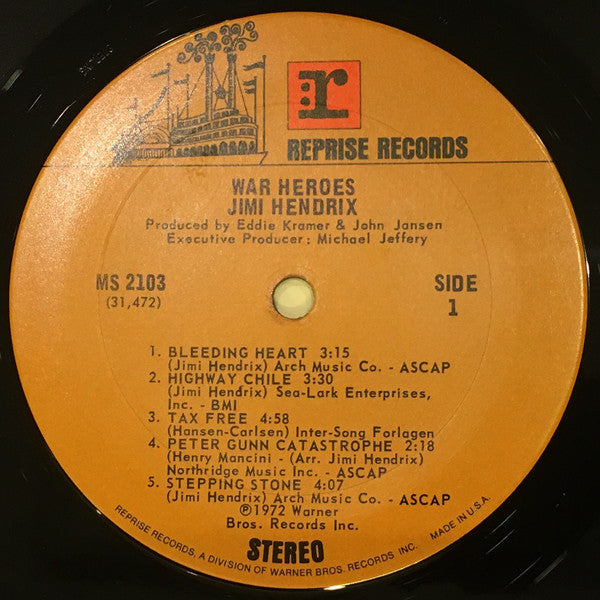 r
REPRISE RECORDS
WAR HEROES
JIMI HENDRIX
Produced by Eddie Kramer & John Jansen
Executive Producer: Michael Jeffery
MS 2103
(31,472)
SIDE
1
1. BLEEDING HEART 3:15
(Jimi Hendrix) Arch Music Co. - ASCAP
2. HIGHWAY CHILE 3:30
(Jimi Hendrix) Sea-Lark Enterprises,
Inc. - BMI
3. TAX FREE 4:58
(Hansen-Carlsen) Inter-Song Forlagen
4. PETER GUNN CATASTROPHE 2:18
(Henry Mancini - (Arr. Jimi Hendrix)
Northridge Music Inc. - ASCAP
5. STEPPING STONE 4:07
(Jimi Hendrix) Arch Music Co. - ASCAP
℗1972 Warner
Bros. Records Inc.
STEREO
REPRISE RECORDS, A DIVISION OF WARNER BROS. RECORDS INC. MADE IN U.S.A.